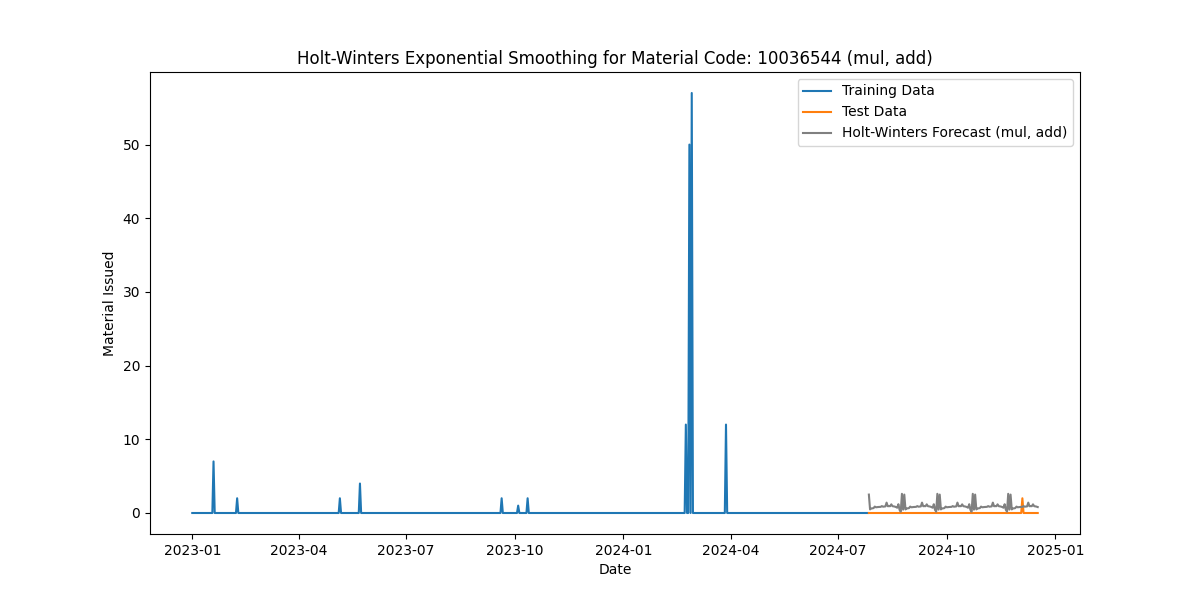 Holt-Winters Exponential Smoothing for Material Code: 10036544 (mul, add)
Training Data
Test Data
Holt-Winters Forecast (mul, add)
Material Issued
50
40
30
20
10
0
2023-01 2023-04 2023-07 2023-10 2024-01 2024-04 2024-07 2024-10 2025-01
Date